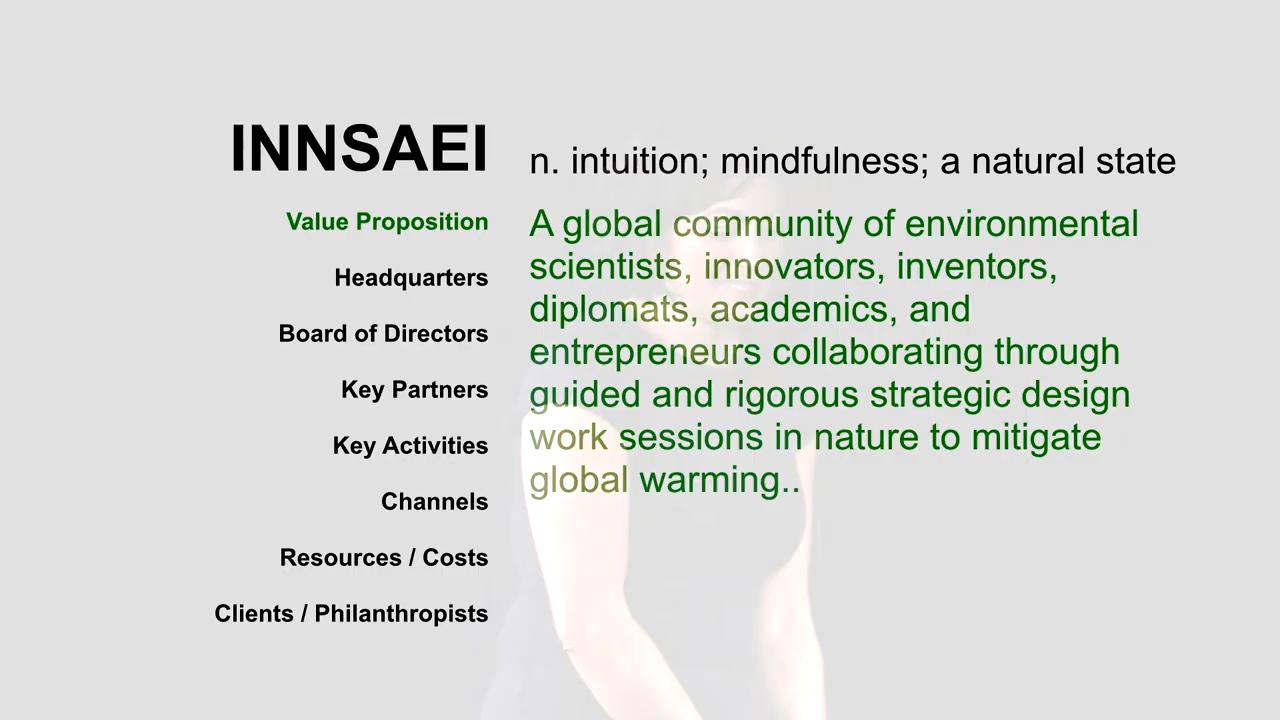 INNSAEI n. intuition; mindfulness; a natural state
Value Proposition
Headquarters
Board of Directors
Key Partners
Key Activities
Channels
Resources / Costs
Clients / Philanthropists
A global community of environmental
scientists, innovators, inventors,
diplomats, academics, and
entrepreneurs collaborating through
guided and rigorous strategic design
work sessions in nature to mitigate
global warming..